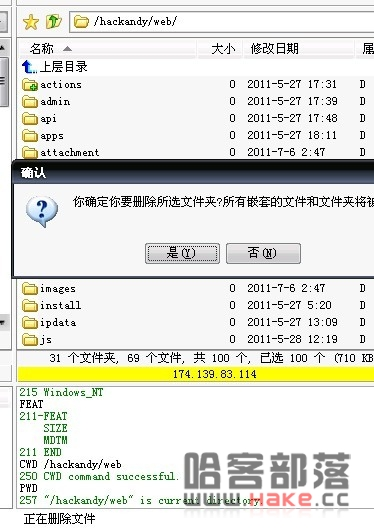 /hackandy/web/
名称 大小 修改日期 属
上层目录
actions 0 2011-5-27 17:31 D
admin 0 2011-5-27 17:39 D
api 0 2011-5-27 17:48 D
apps 0 2011-5-27 18:11 D
attachment 0 2011-7-6 2:47 D
确认
你确定你要删除所选文件夹?所有嵌套的文件和文件夹将被
是(Y) 否(N)
images 0 2011-7-6 2:47 D
install 0 2011-5-27 5:20 D
ipdata 0 2011-5-27 13:09 D
js 0 2011-5-28 12:19 D
31 个文件夹, 69 个文件, 共 100 个, 已选 100 个 (710 KB
174.139.83.114
215 Windows_NT
FEAT
211-FEAT
SIZE
MDTM
211 END
CWD /hackandy/web
250 CWD command successful.
PWD
257 "/hackandy/web" is current directory.
哈客部落
www.Hake.cc
正在删除文件